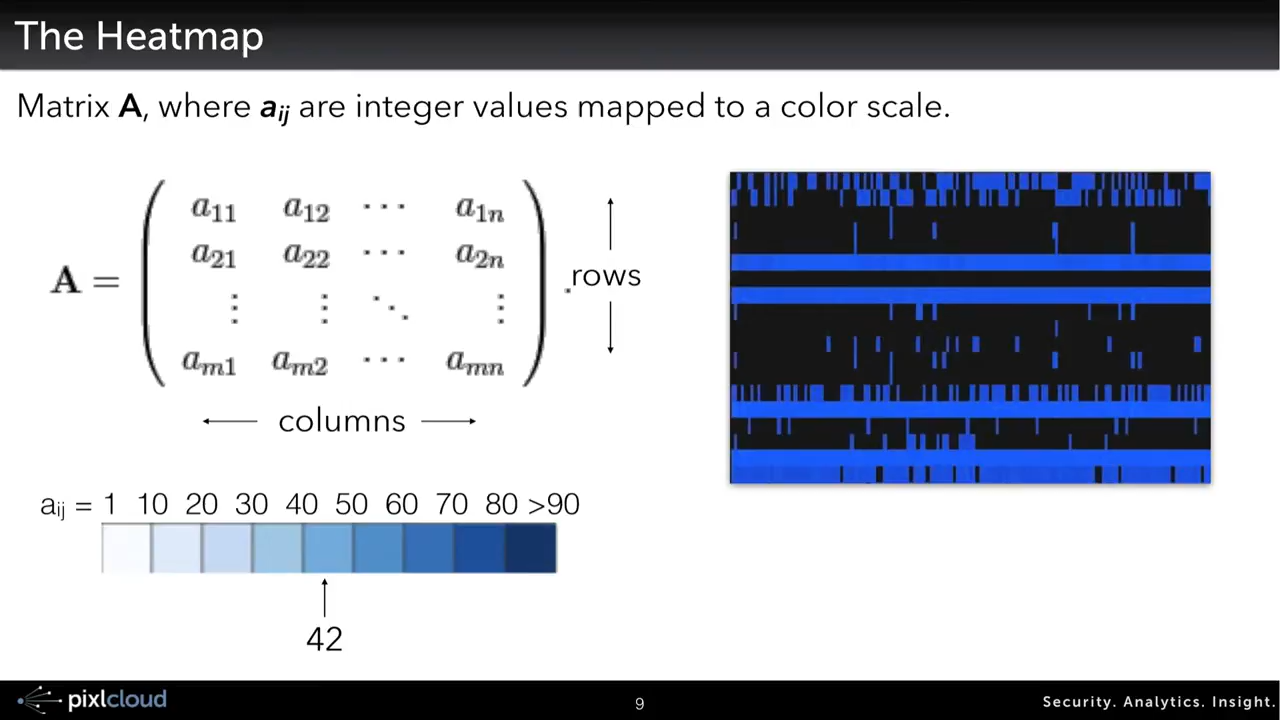 The Heatmap
Matrix A, where aij are integer values mapped to a color scale.
A = ( a11 a12 ⋯ a1n
a21 a22 ⋯ a2n
⋮ ⋮ ⋱ ⋮
am1 am2 ⋯ amn ) .
rows
columns
aij = 1 10 20 30 40 50 60 70 80 >90
42
pixlcloud
9
Security. Analytics. Insight.